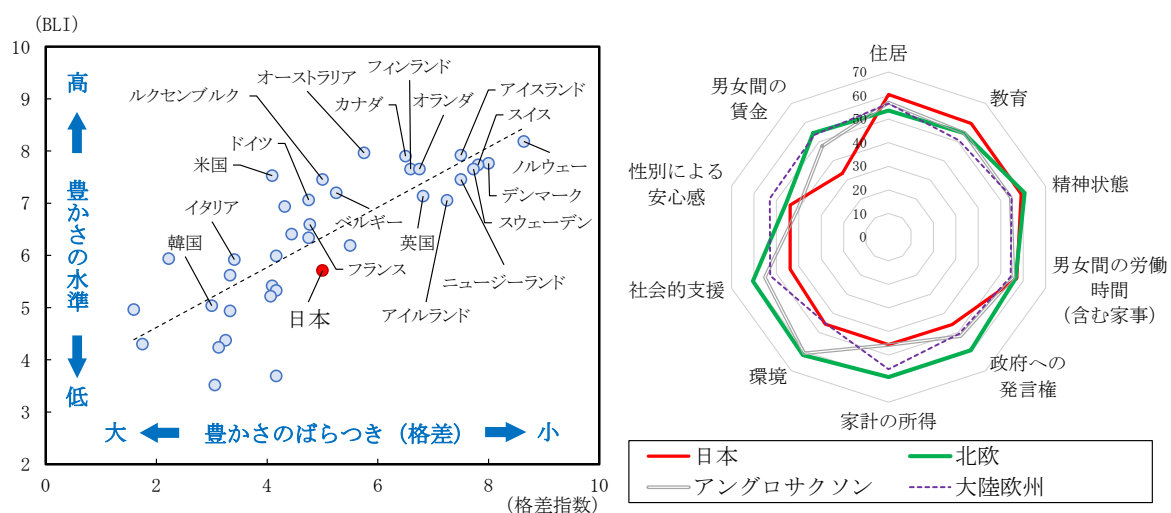 (BLI)
10
9
8
7
6
5
4
3
2
0
2
4
6
8
10
(格差指数)
高
豊かさの水準
低
大
豊かさのばらつき（格差）
小
オーストラリア
フィンランド
ルクセンブルク
カナダ
オランダ
アイスランド
スイス
ドイツ
米国
ノルウェー
イタリア
デンマーク
韓国
ベルギー
英国
スウェーデン
フランス
ニュージーランド
日本
アイルランド
住居
教育
精神状態
男女間の労働
時間
（含む家事）
政府への
発言権
家計の所得
環境
社会的支援
性別による
安心感
男女間の
賃金
70
60
50
40
30
20
10
0
日本
北欧
アングロサクソン
大陸欧州